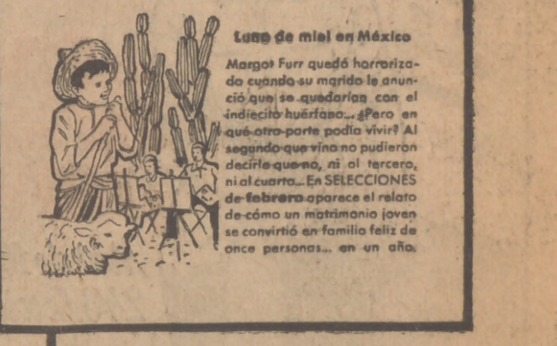 Luna de miel en México
Margot Furr quedó horroriza-
da cuando su marido le anun-
ció que se quedarían con el
indiecito huérfano... ¿Pero en
qué otra parte podía vivir? Al
segundo que vino no pudieron
decirle que no, ni al tercero,
ni al cuarto... En SELECCIONES
de febrero aparece el relato
de cómo un matrimonio joven
se convirtió en familia feliz de
once personas... en un año.